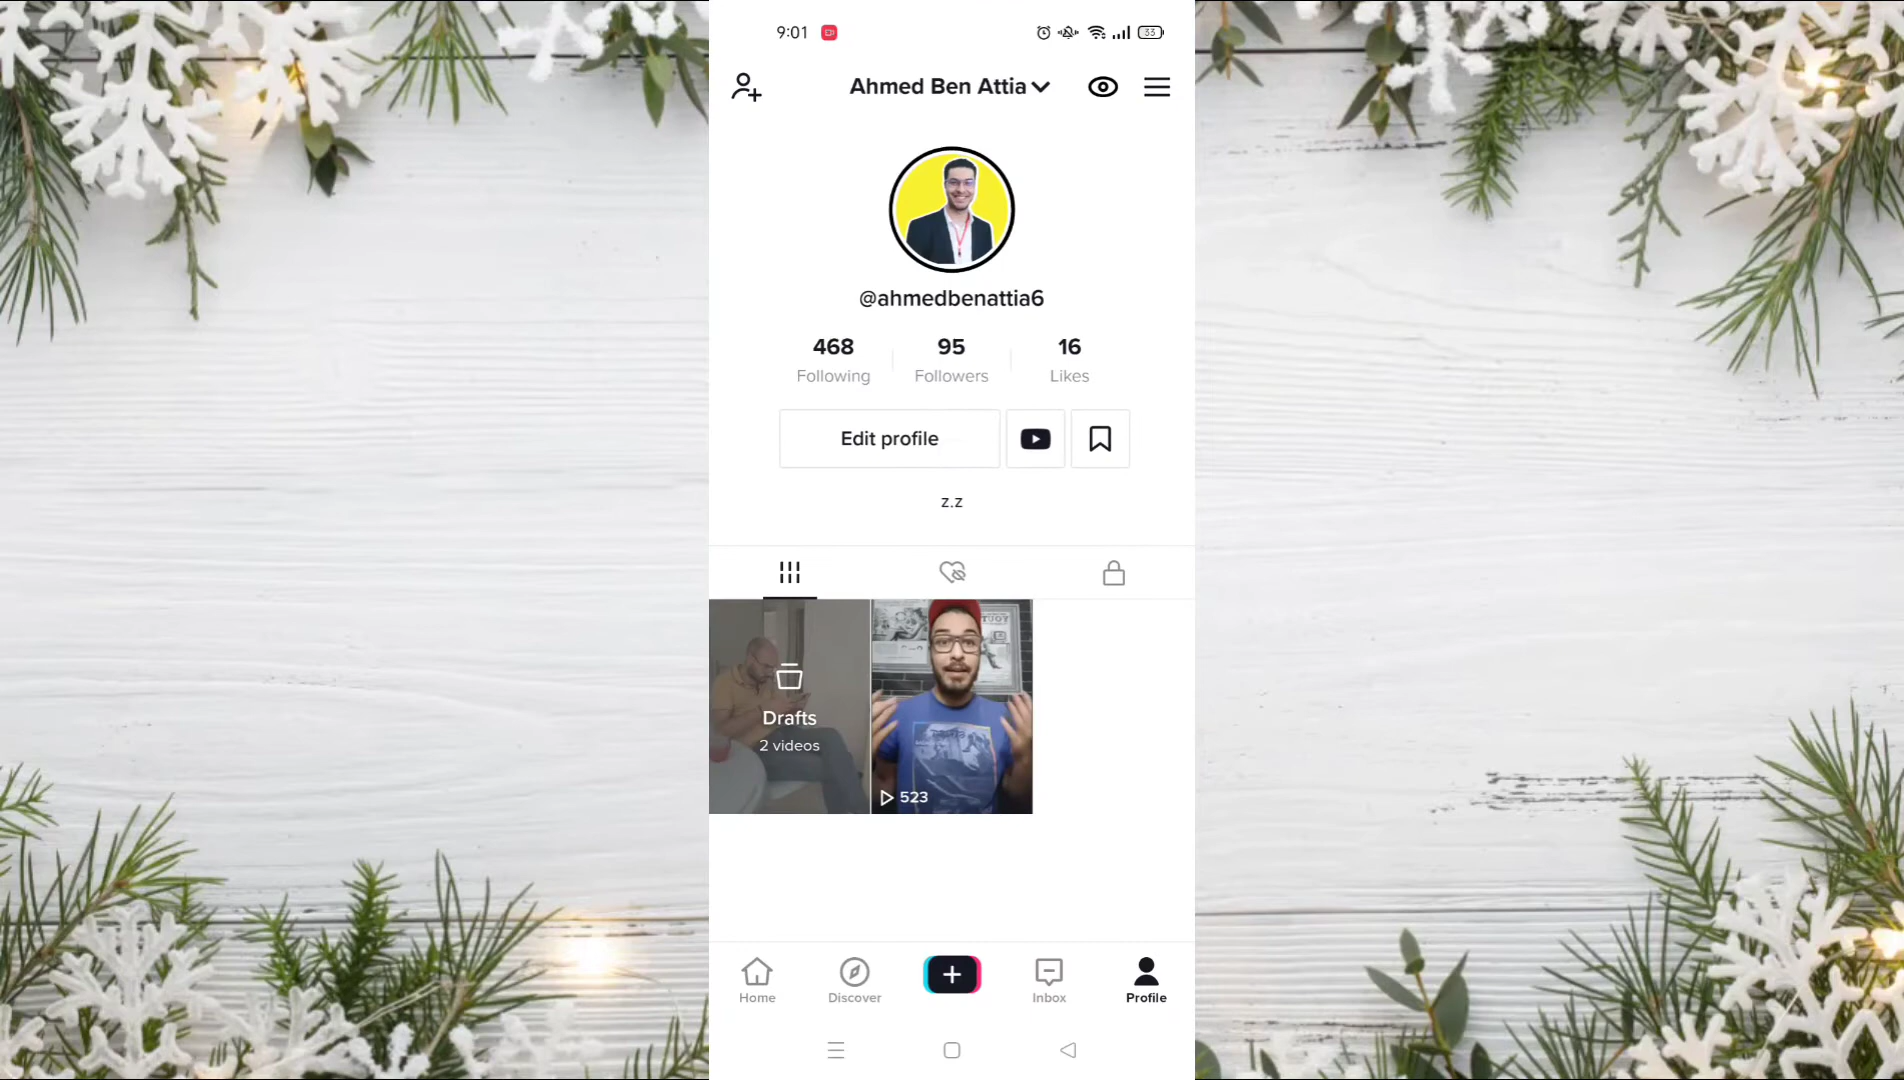 9:01
33
Ahmed Ben Attia
@ahmedbenattia6
468
95
16
Following
Followers
Likes
Edit profile
z.z
Drafts
2 videos
523
Home
Discover
Inbox
Profile